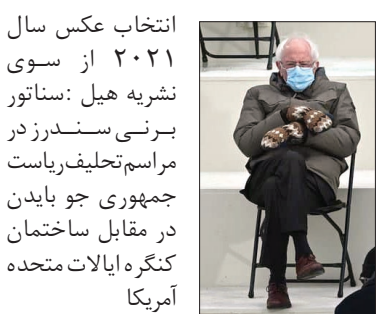 انتخاب عکس سال
۲۰۲۱ از سوی
نشریه هیل :سناتور
برنی سندرز در
مراسم‌تحلیف‌ریاست
جمهوری جو بایدن
در مقابل ساختمان
کنگره ایالات متحده
آمریکا